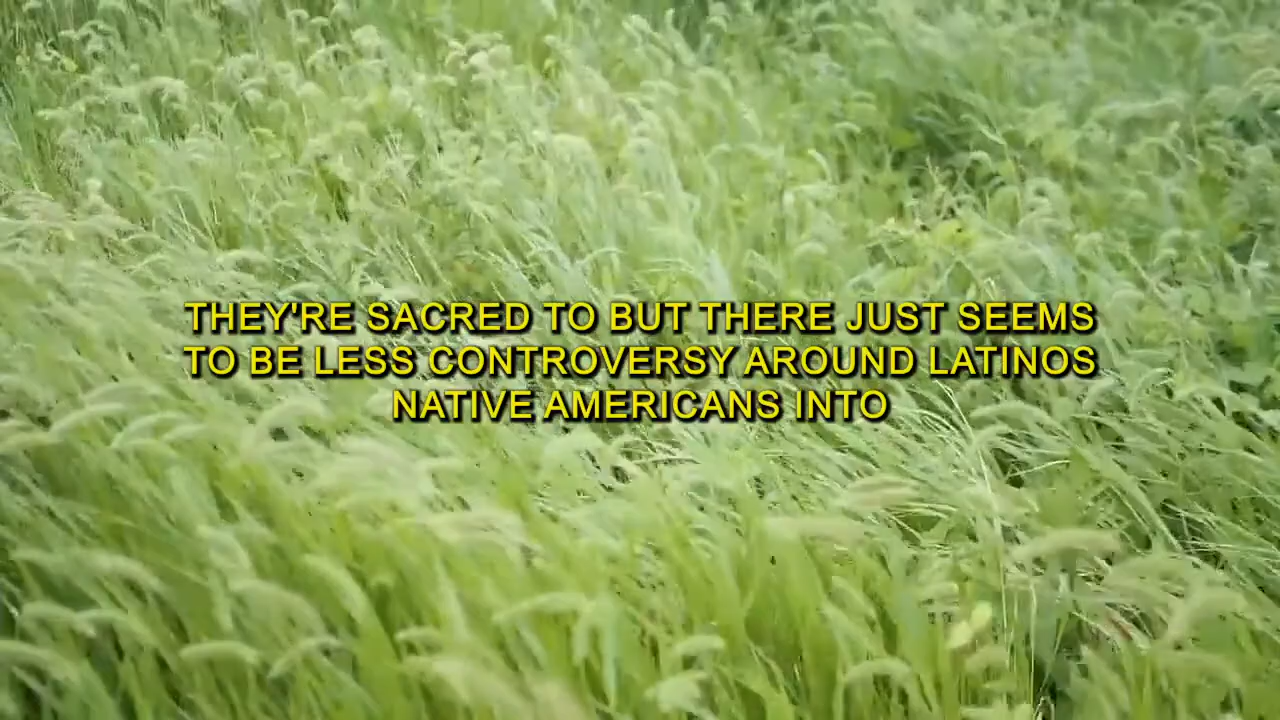 THEY'RE SACRED TO BUT THERE JUST SEEMS
TO BE LESS CONTROVERSY AROUND LATINOS
NATIVE AMERICANS INTO